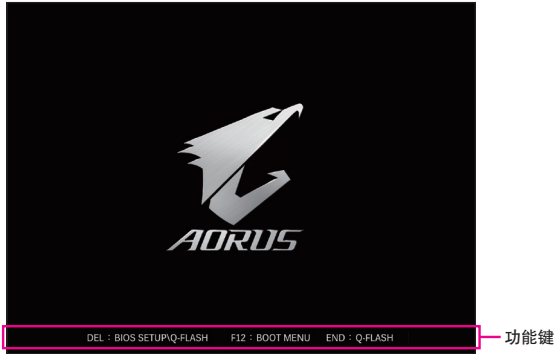 AORUS
DEL : BIOS SETUP\Q-FLASH F12 : BOOT MENU END : Q-FLASH
功能键